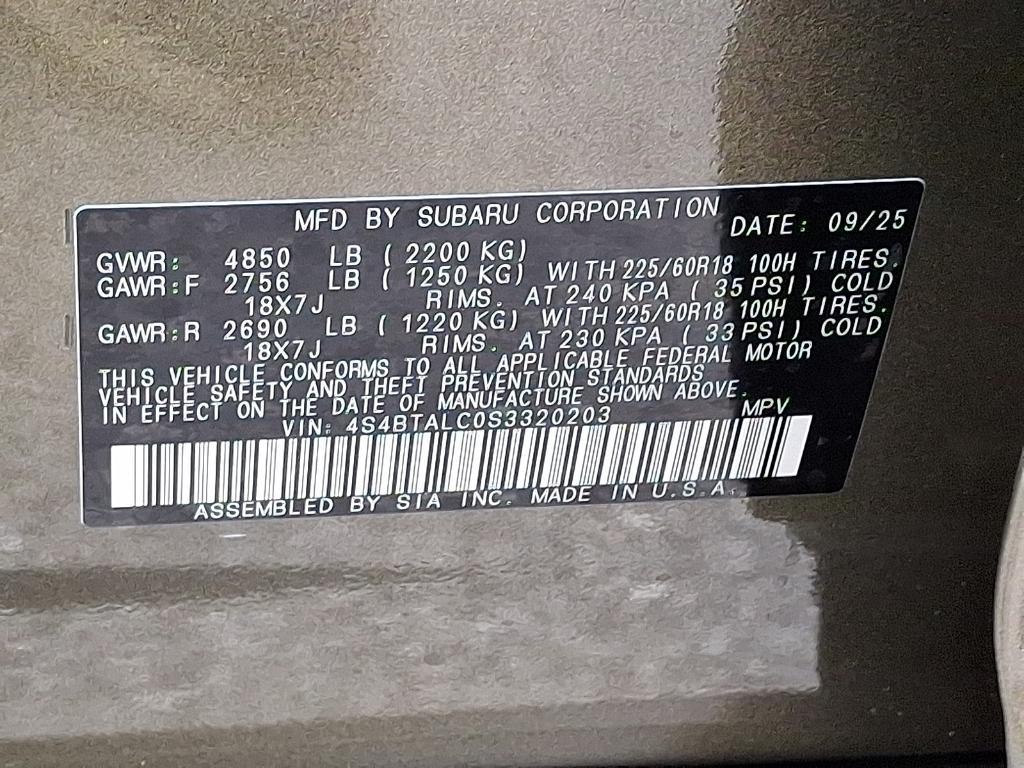 MFD BY SUBARU CORPORATION DATE: 09/25
GVWR: 4850 LB ( 2200 KG)
GAWR:F 2756 LB ( 1250 KG) WITH 225/60R18 100H TIRES.
18X7J RIMS. AT 240 KPA ( 35 PSI) COLD
GAWR:R 2690 LB ( 1220 KG) WITH 225/60R18 100H TIRES.
18X7J RIMS. AT 230 KPA ( 33 PSI) COLD
THIS VEHICLE CONFORMS TO ALL APPLICABLE FEDERAL MOTOR
VEHICLE SAFETY AND THEFT PREVENTION STANDARDS
IN EFFECT ON THE DATE OF MANUFACTURE SHOWN ABOVE.
VIN: 4S4BTALC0S3320203 MPV
ASSEMBLED BY SIA INC. MADE IN U.S.A.